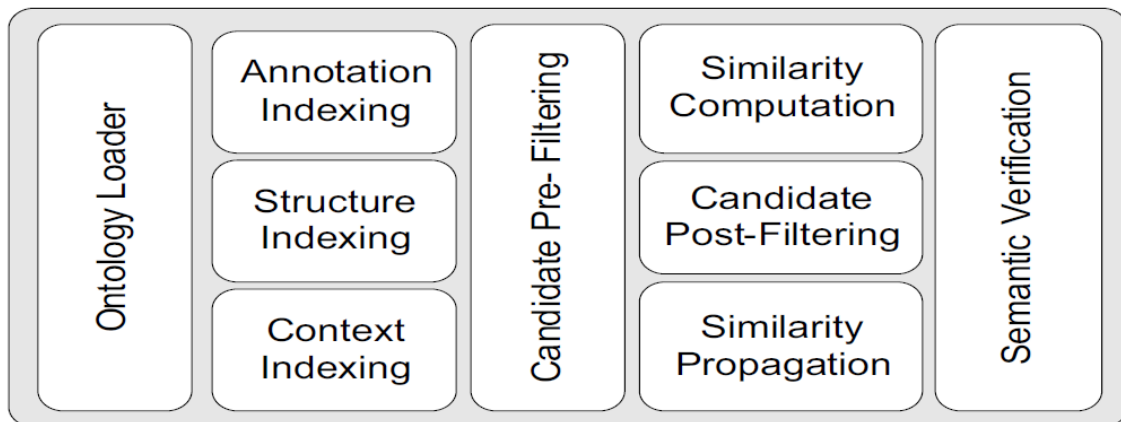 Ontology Loader
Annotation
Indexing
Structure
Indexing
Context
Indexing
Candidate Pre- Filtering
Similarity
Computation
Candidate
Post-Filtering
Similarity
Propagation
Semantic Verification